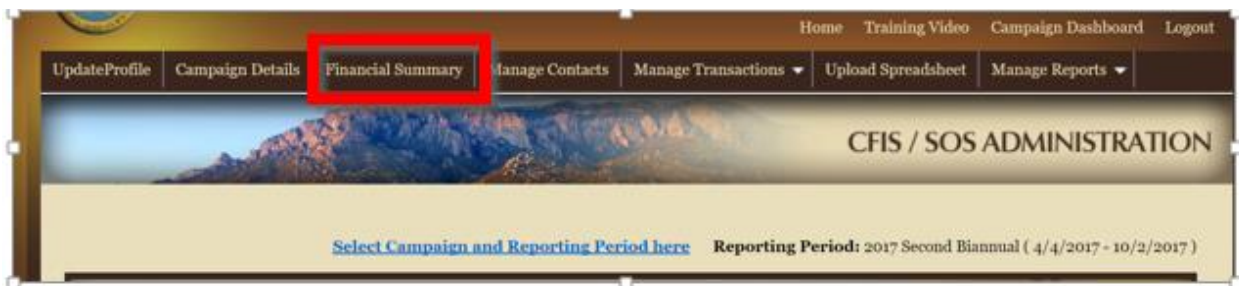 Home Training Video Campaign Dashboard Logout
UpdateProfile Campaign Details Financial Summary Manage Contacts Manage Transactions Upload Spreadsheet Manage Reports
CFIS / SOS ADMINISTRATION
Select Campaign and Reporting Period here Reporting Period: 2017 Second Biannual ( 4/4/2017 - 10/2/2017 )